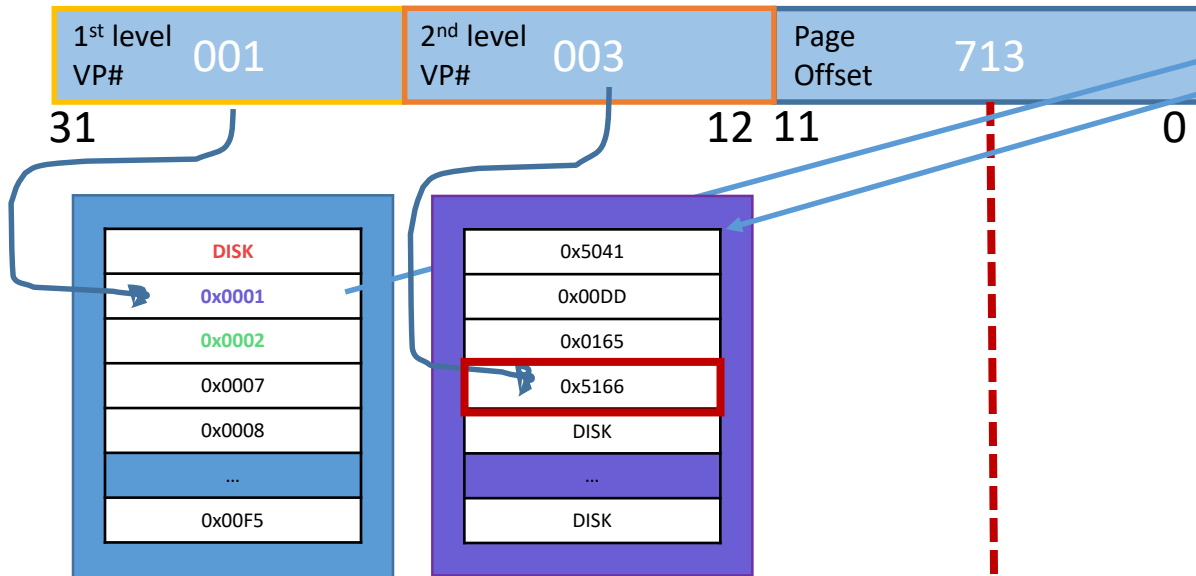 1st level VP# 001
2nd level VP# 003
Page Offset 713
31
12
11
0
DISK
0x0001
0x0002
0x0007
0x0008
...
0x00F5
0x5041
0x00DD
0x0165
0x5166
DISK
...
DISK